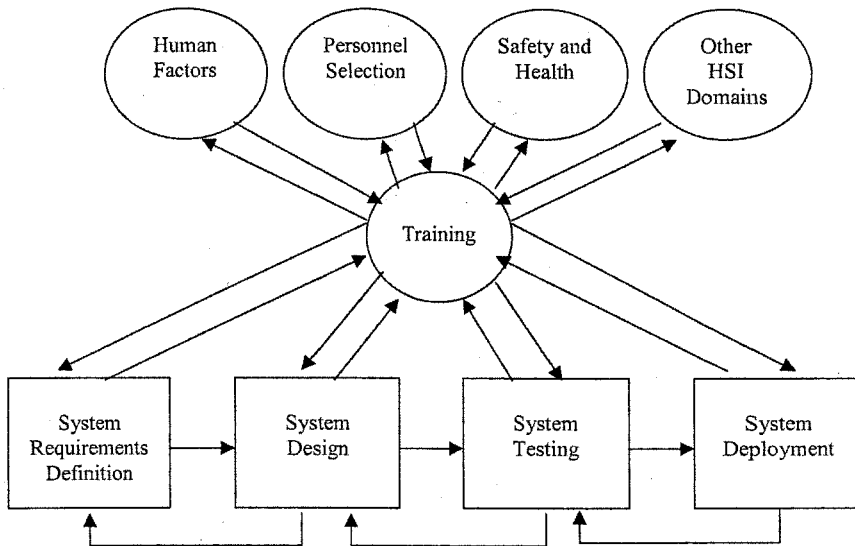 Human
Factors
Personnel
Selection
Safety and
Health
Other
HSI
Domains
Training
System
Requirements
Definition
System
Design
System
Testing
System
Deployment